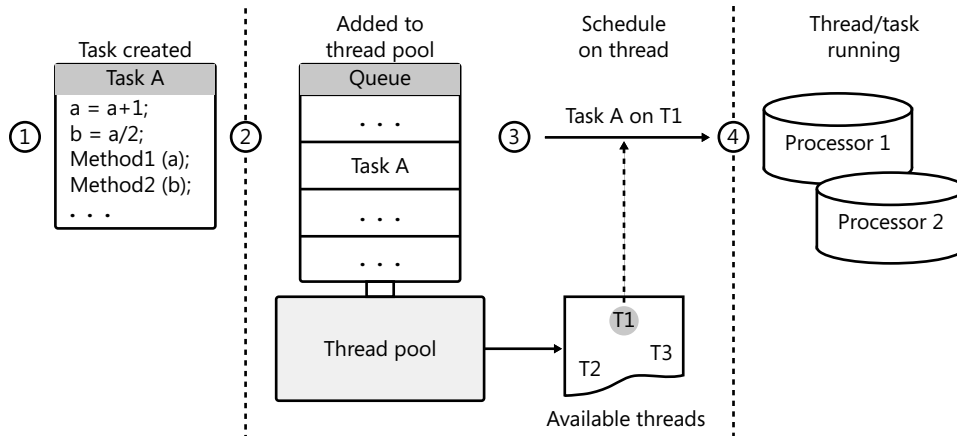 Task created
Task A
a = a+1;
b = a/2;
Method1 (a);
Method2 (b);
. . .
1
2
Added to
thread pool
Queue
. . .
Task A
. . .
. . .
Thread pool
3
Schedule
on thread
Task A on T1
T1
T2
T3
Available threads
4
Thread/task
running
Processor 1
Processor 2